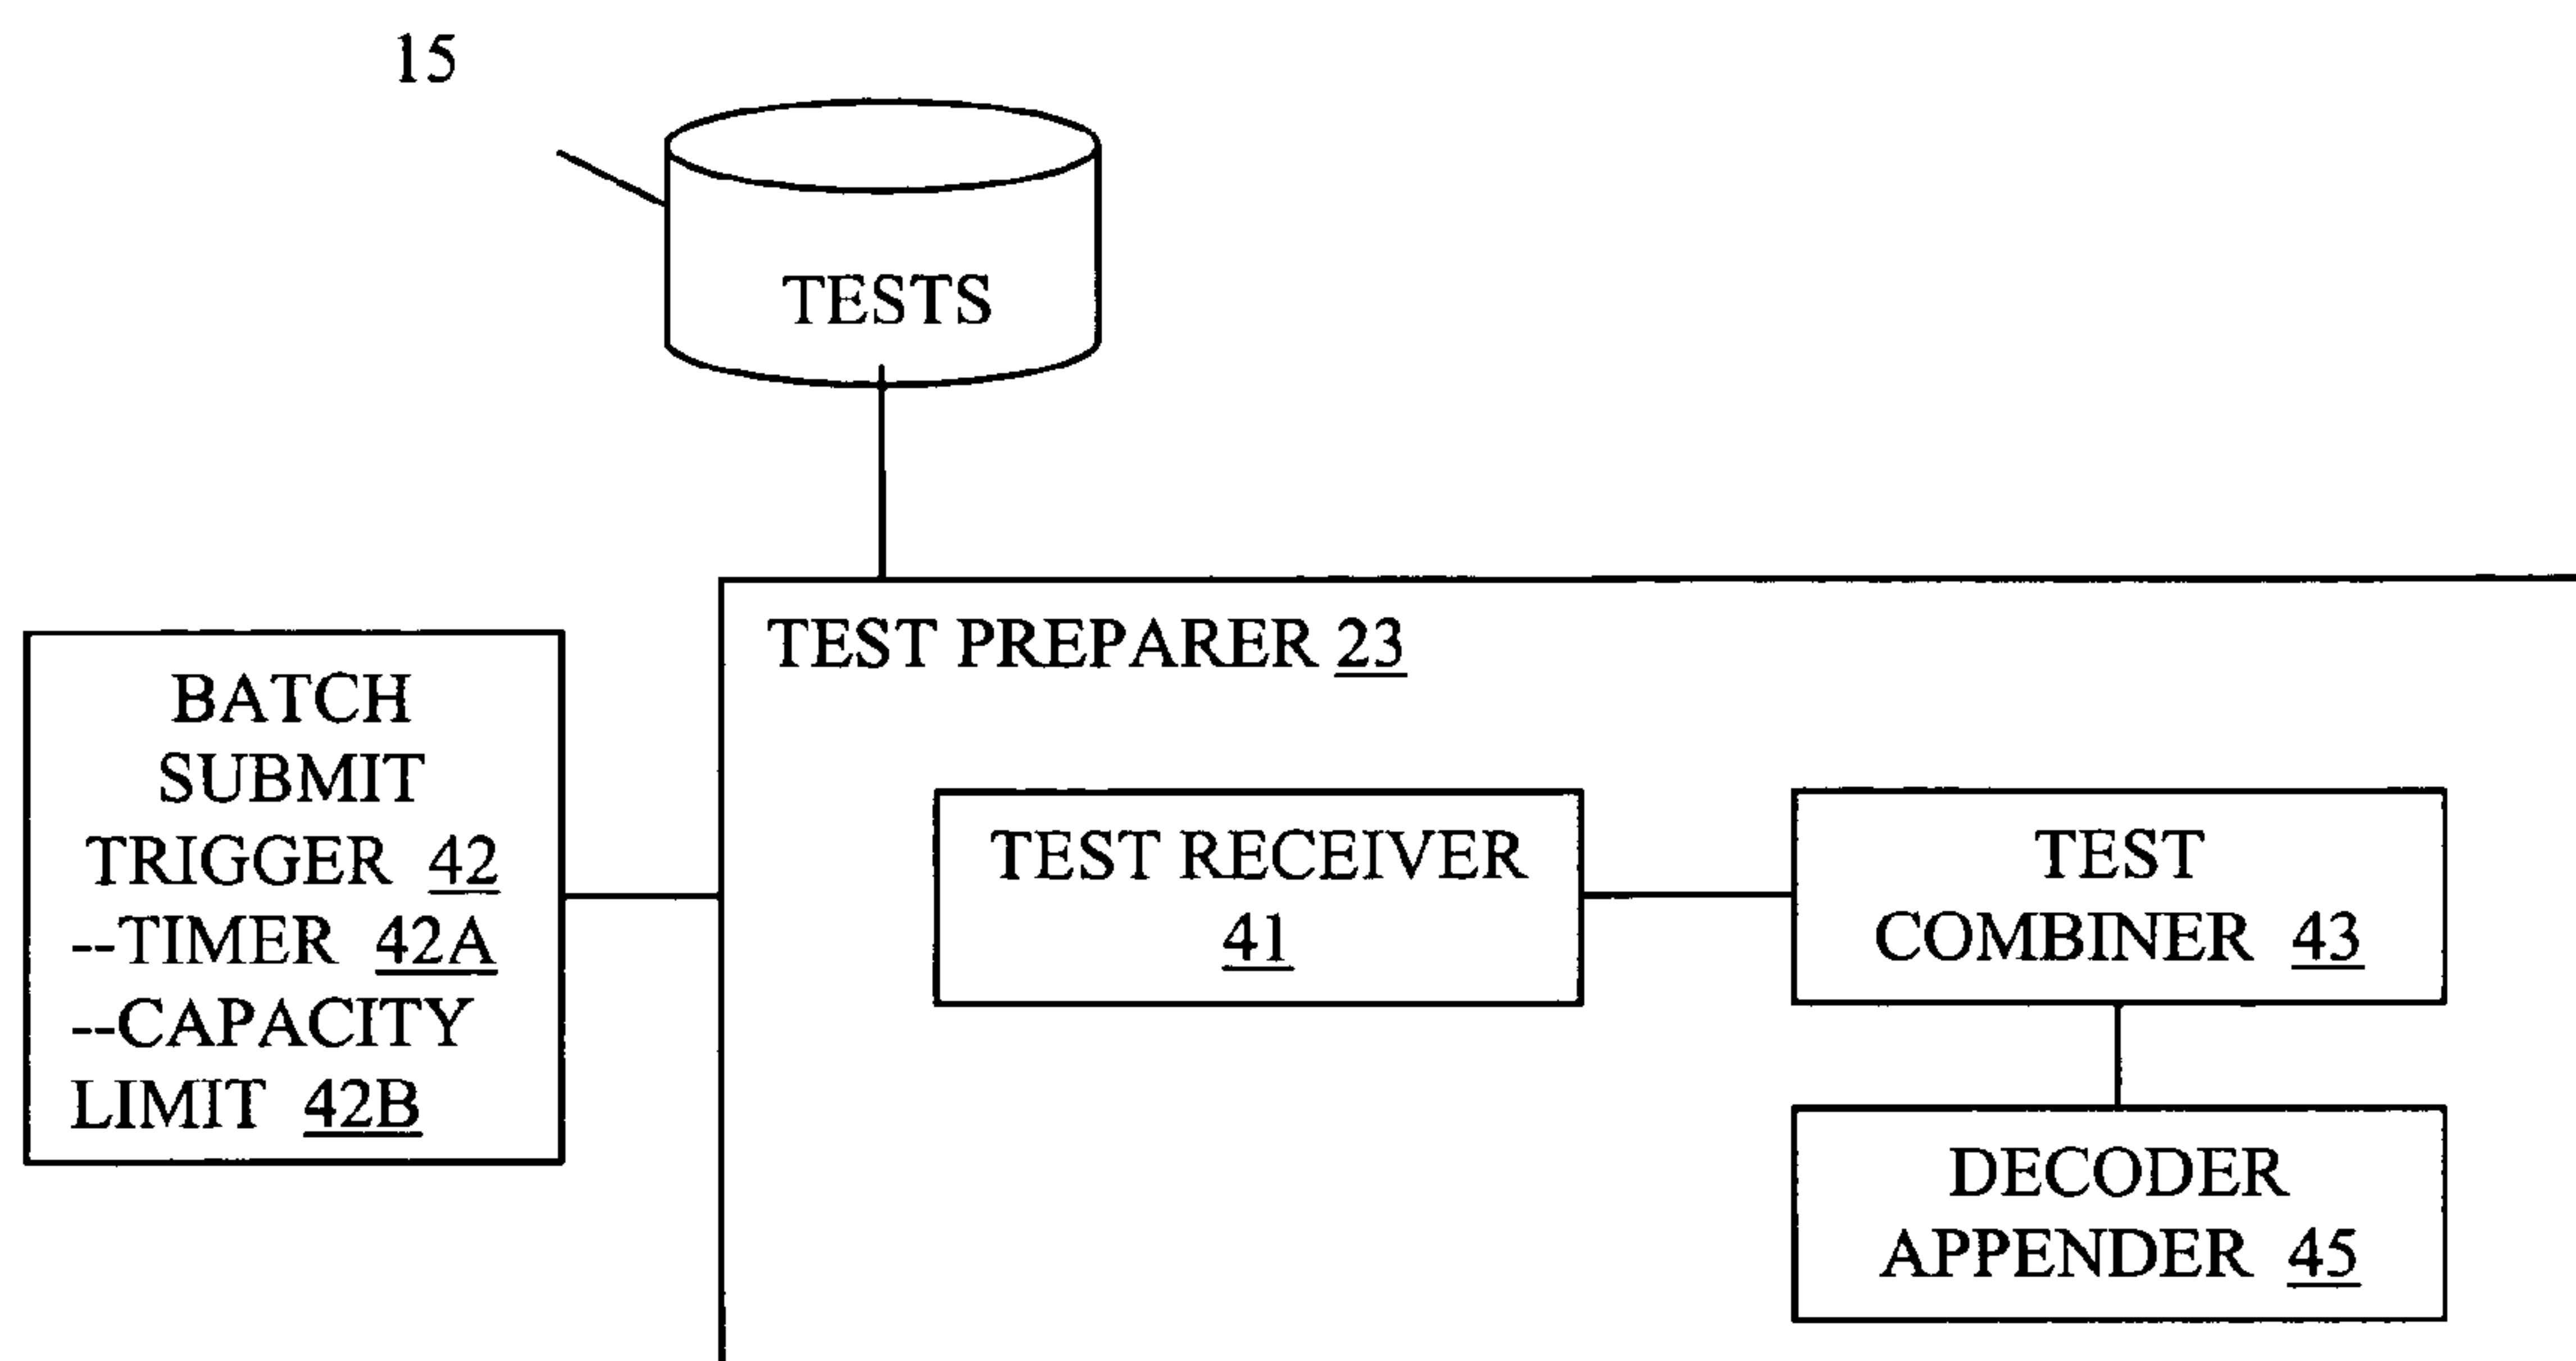 15
TESTS
TEST PREPARER 23
BATCH
SUBMIT
TRIGGER 42
--TIMER 42A
--CAPACITY
LIMIT 42B
TEST RECEIVER
41
TEST
COMBINER 43
DECODER
APPENDER 45